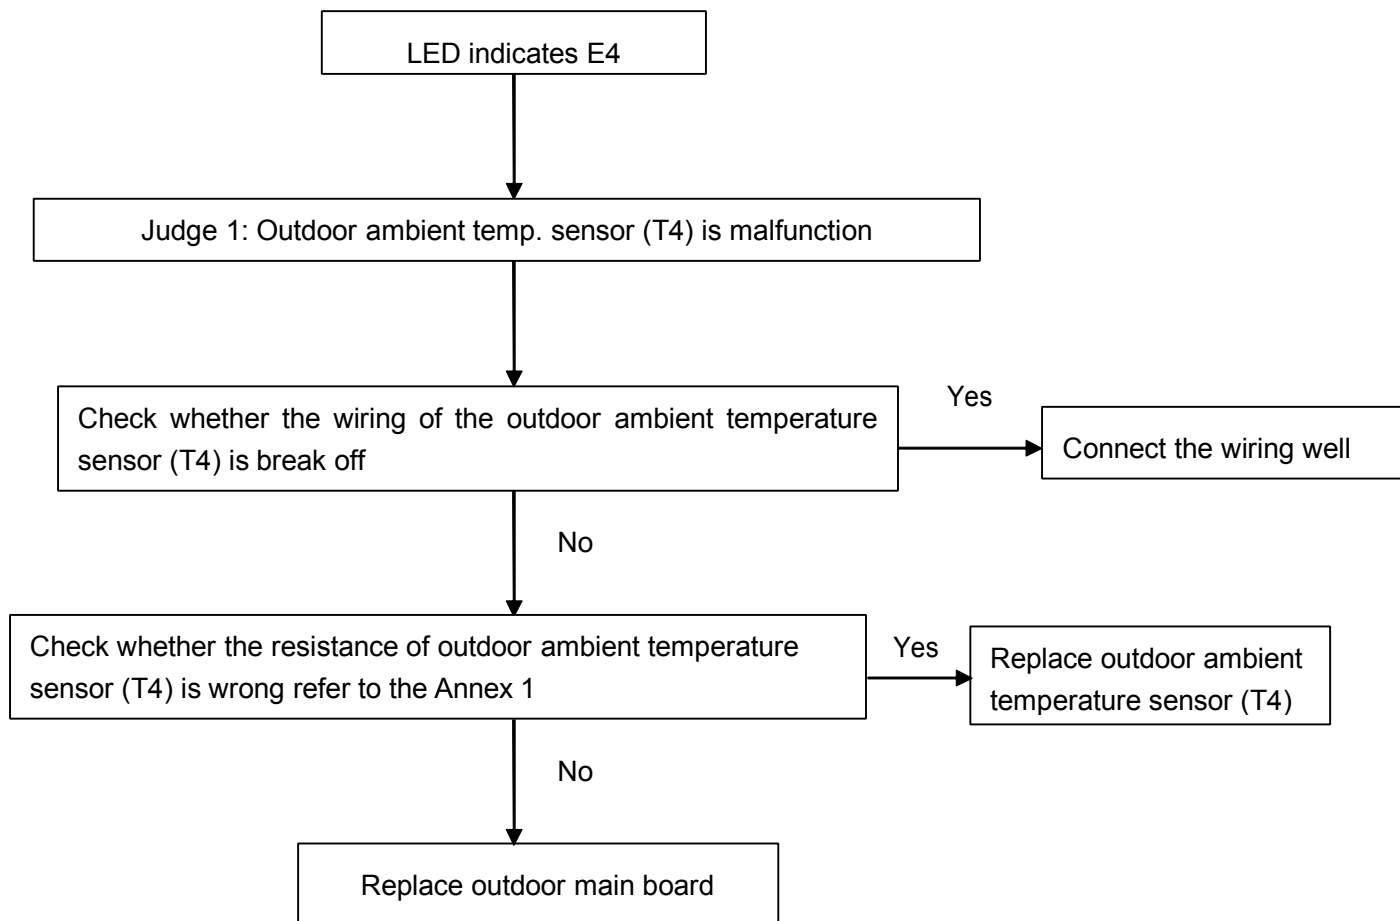 LED indicates E4
Judge 1: Outdoor ambient temp. sensor (T4) is malfunction
Check whether the wiring of the outdoor ambient temperature
sensor (T4) is break off
Yes
Connect the wiring well
No
Check whether the resistance of outdoor ambient temperature
sensor (T4) is wrong refer to the Annex 1
Yes
Replace outdoor ambient
temperature sensor (T4)
No
Replace outdoor main board